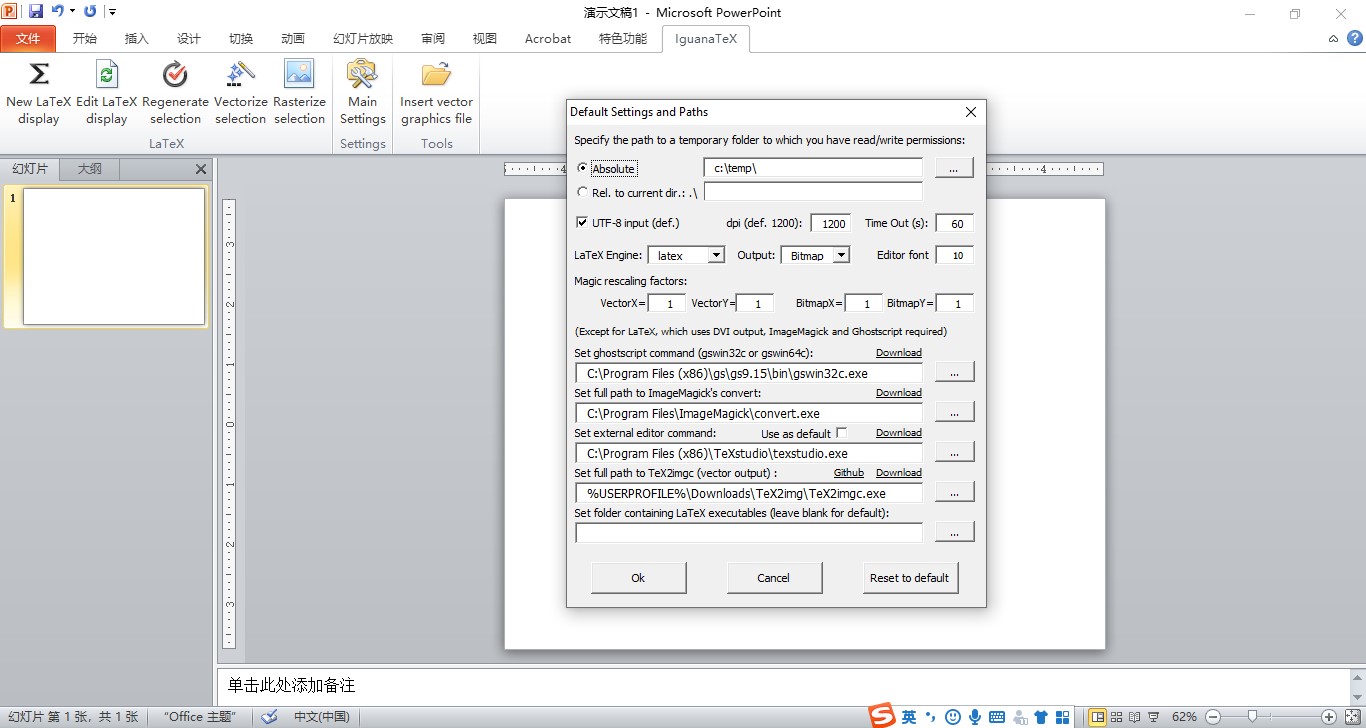 演示文稿1 - Microsoft PowerPoint
文件 开始 插入 设计 切换 动画 幻灯片放映 审阅 视图 Acrobat 特色功能 IguanaTeX
New LaTeX display
Edit LaTeX display
Regenerate selection
Vectorize selection
Rasterize selection
Main Settings
Insert vector graphics file
LaTeX Settings Tools
幻灯片 大纲
1
Default Settings and Paths
Specify the path to a temporary folder to which you have read/write permissions:
Absolute c:\temp\ ...
Rel. to current dir.: .\
UTF-8 input (def.) dpi (def. 1200): 1200 Time Out (s): 60
LaTeX Engine: latex Output: Bitmap Editor font 10
Magic rescaling factors:
VectorX= 1 VectorY= 1 BitmapX= 1 BitmapY= 1
(Except for LaTeX, which uses DVI output, ImageMagick and Ghostscript required)
Set ghostscript command (gswin32c or gswin64c): Download
C:\Program Files (x86)\gs\gs9.15\bin\gswin32c.exe ...
Set full path to ImageMagick's convert: Download
C:\Program Files\ImageMagick\convert.exe ...
Set external editor command: Use as default Download
C:\Program Files (x86)\TeXstudio\texstudio.exe ...
Set full path to TeX2imgc (vector output) : Github Download
%USERPROFILE%\Downloads\TeX2img\TeX2imgc.exe ...
Set folder containing LaTeX executables (leave blank for default):
...
Ok Cancel Reset to default
单击此处添加备注
幻灯片 第 1 张，共 1 张 "Office 主题" 中文(中国) 英 62%